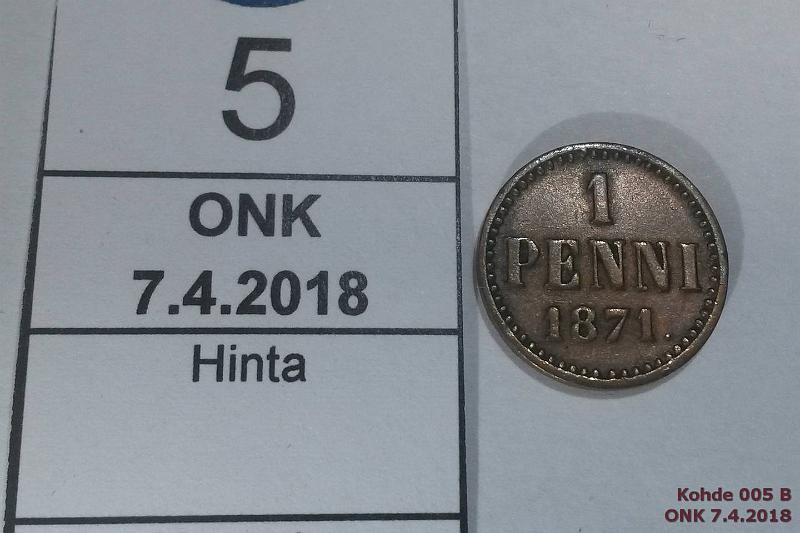 5
ONK
7.4.2018
Hinta
1
PENNI
1871.
Kohde 005 B
ONK 7.4.2018